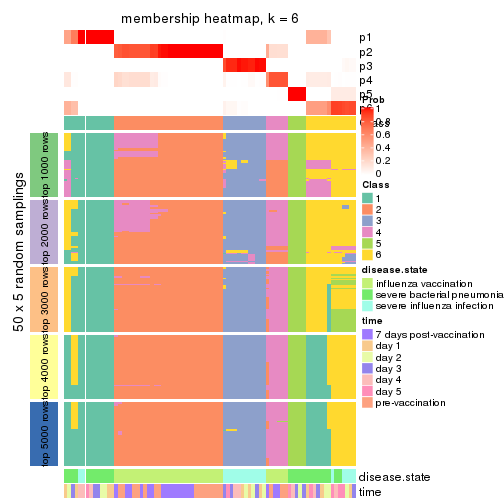 membership heatmap, k = 6
p1
p2
p3
p4
p5
p6
Prob
1
0.8
0.6
0.4
0.2
0
Class
1
2
3
4
5
6
disease.state
influenza vaccination
severe bacterial pneumonia
severe influenza infection
time
7 days post-vaccination
day 1
day 2
day 3
day 4
day 5
pre-vaccination
50 x 5 random samplings
top 1000 rows
top 2000 rows
top 3000 rows
top 4000 rows
top 5000 rows
disease.state
time